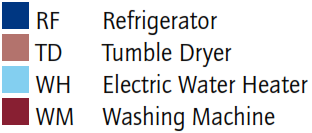 RF Refrigerator
TD Tumble Dryer
WH Electric Water Heater
WM Washing Machine